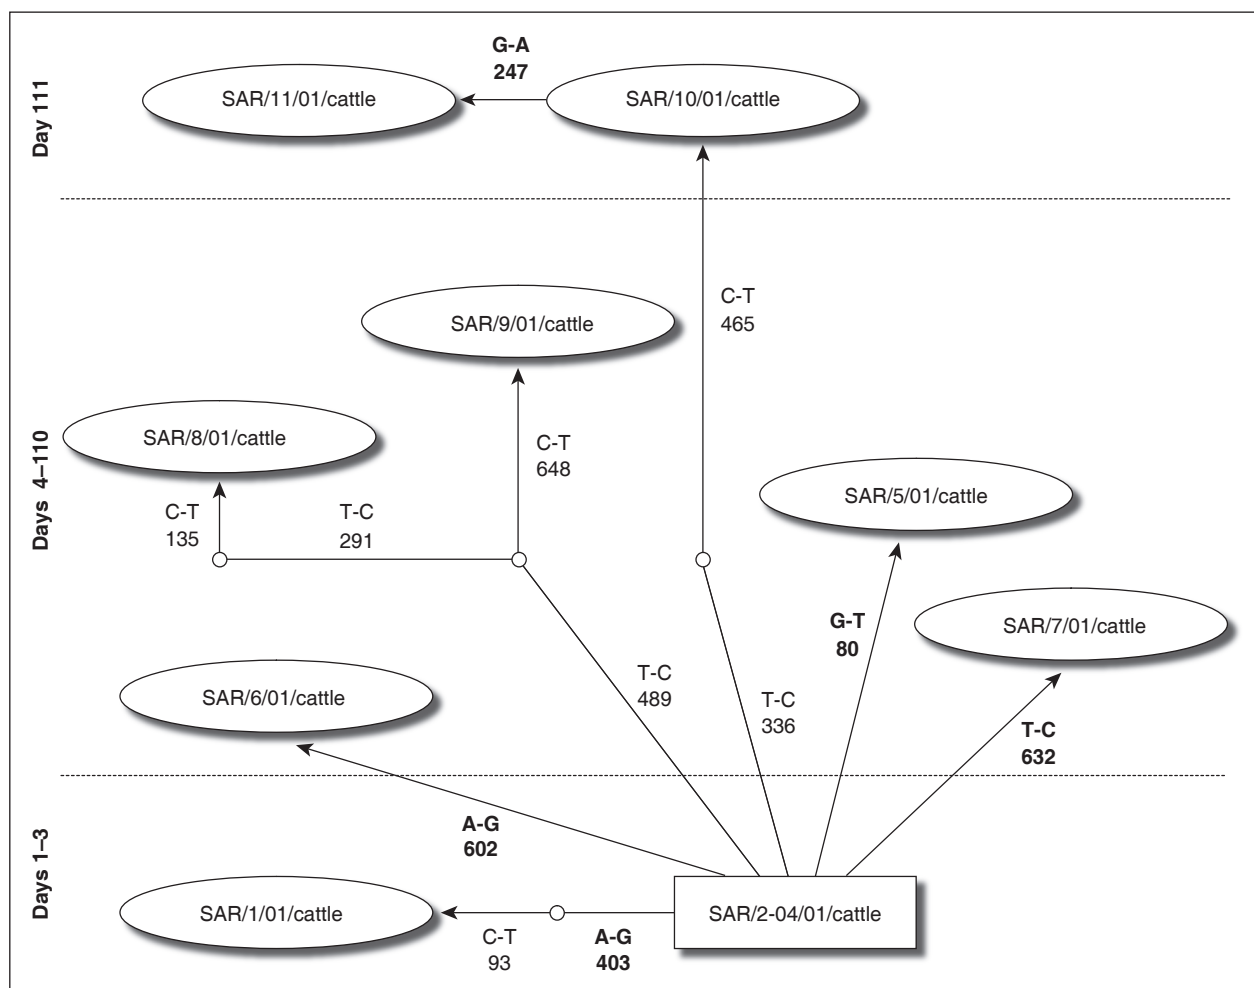 Day 111
G-A
247
SAR/11/01/cattle
SAR/10/01/cattle
Days 4–110
C-T
465
SAR/9/01/cattle
SAR/8/01/cattle
C-T
648
SAR/5/01/cattle
C-T
135
T-C
291
SAR/7/01/cattle
G-T
80
SAR/6/01/cattle
T-C
489
T-C
336
T-C
632
Days 1–3
A-G
602
SAR/1/01/cattle
SAR/2-04/01/cattle
C-T
93
A-G
403